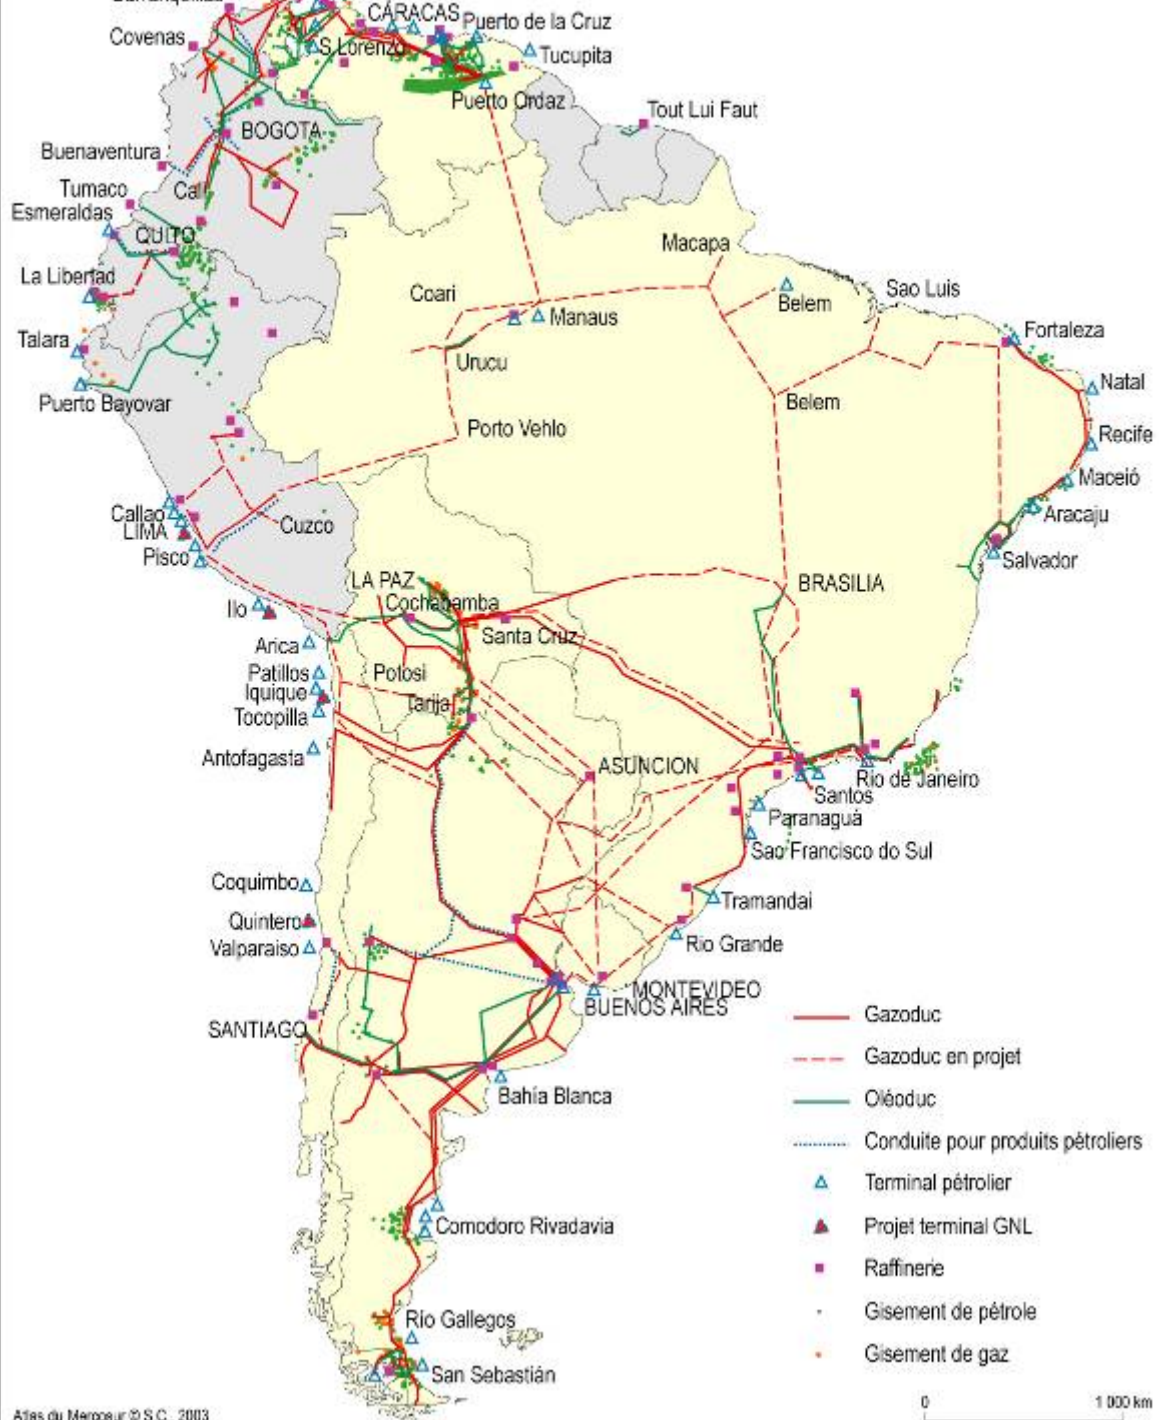 CARACAS
Puerto de la Cruz
Covenas
S.Lorenzo
Tucupita
Puerto Ordaz
Tout Lui Faut
BOGOTA
Buenaventura
Cali
Tumaco
Esmeraldas
QUITO
Macapa
La Libertad
Coari
Belem
Sao Luis
Manaus
Talara
Fortaleza
Urucu
Natal
Puerto Bayovar
Belem
Porto Vehlo
Recife
Maceió
Callao
Cuzco
Aracaju
LIMA
Pisco
Salvador
LA PAZ
BRASILIA
Ilo
Cochabamba
Santa Cruz
Arica
Patillos
Potosi
Iquique
Tarija
Tocopilla
Antofagasta
ASUNCION
Rio de Janeiro
Santos
Paranaguá
Sao Francisco do Sul
Coquimbo
Tramandai
Quintero
Rio Grande
Valparaiso
MONTEVIDEO
BUENOS AIRES
SANTIAGO
Bahía Blanca
Comodoro Rivadavia
Río Gallegos
San Sebastián
Gazoduc
Gazoduc en projet
Oléoduc
Conduite pour produits pétroliers
Terminal pétrolier
Projet terminal GNL
Raffinerie
Gisement de pétrole
Gisement de gaz
0 1 000 km
Atlas du Mercosur © S.C., 2003